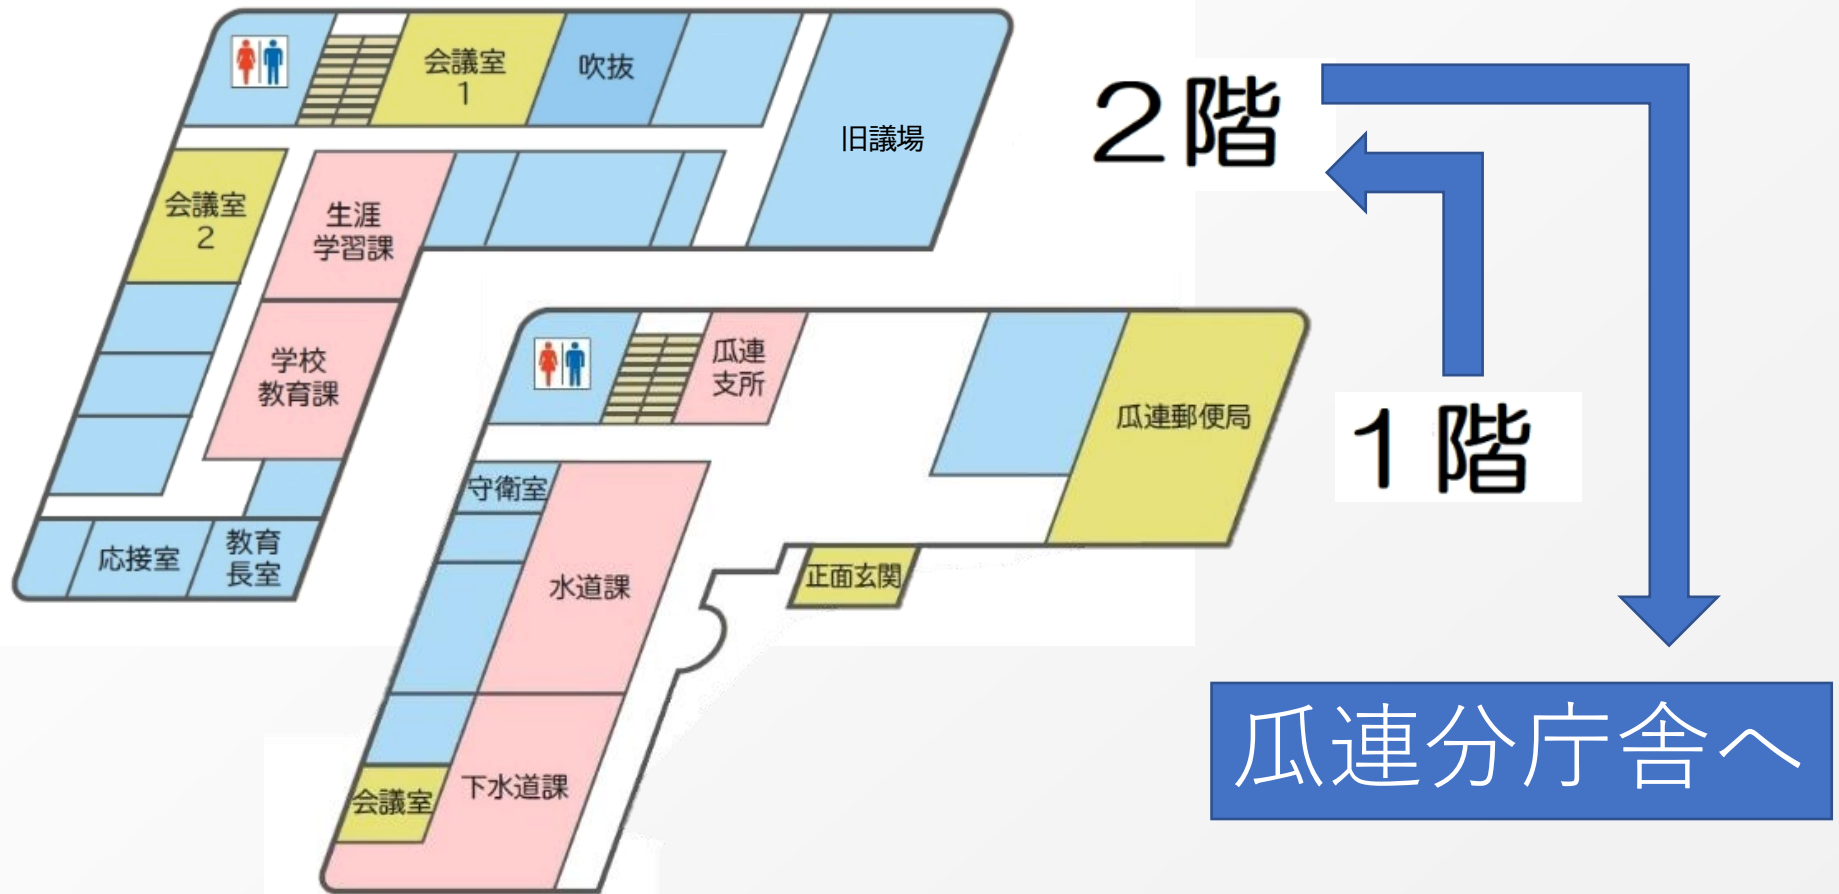 会議室
1
吹抜
旧議場
2階
会議室
2
生涯
学習課
学校
教育課
応接室
教育
長室
瓜連
支所
瓜連郵便局
1階
守衛室
水道課
正面玄関
下水道課
会議室
瓜連分庁舎へ